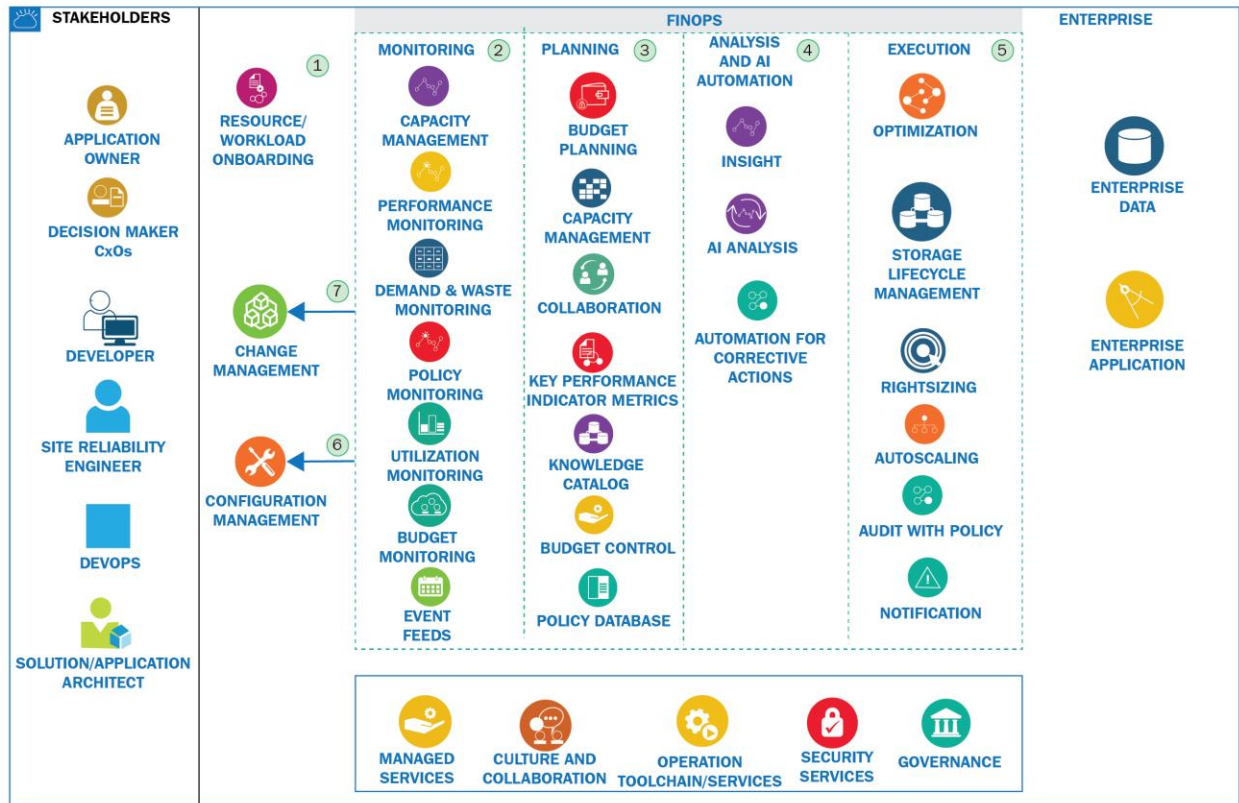 STAKEHOLDERS
FINOPS
ENTERPRISE
APPLICATION
OWNER
DECISION MAKER
CxOs
DEVELOPER
SITE RELIABILITY
ENGINEER
DEVOPS
SOLUTION/APPLICATION
ARCHITECT
1
RESOURCE/
WORKLOAD
ONBOARDING
7
CHANGE
MANAGEMENT
6
CONFIGURATION
MANAGEMENT
MONITORING
2
CAPACITY
MANAGEMENT
PERFORMANCE
MONITORING
DEMAND & WASTE
MONITORING
POLICY
MONITORING
UTILIZATION
MONITORING
BUDGET
MONITORING
EVENT
FEEDS
PLANNING
3
BUDGET
PLANNING
CAPACITY
MANAGEMENT
COLLABORATION
KEY PERFORMANCE
INDICATOR METRICS
KNOWLEDGE
CATALOG
BUDGET CONTROL
POLICY DATABASE
ANALYSIS
AND AI
AUTOMATION
4
INSIGHT
AI ANALYSIS
AUTOMATION FOR
CORRECTIVE
ACTIONS
EXECUTION
5
OPTIMIZATION
STORAGE
LIFECYCLE
MANAGEMENT
RIGHTSIZING
AUTOSCALING
AUDIT WITH POLICY
NOTIFICATION
ENTERPRISE
DATA
ENTERPRISE
APPLICATION
MANAGED
SERVICES
CULTURE AND
COLLABORATION
OPERATION
TOOLCHAIN/SERVICES
SECURITY
SERVICES
GOVERNANCE